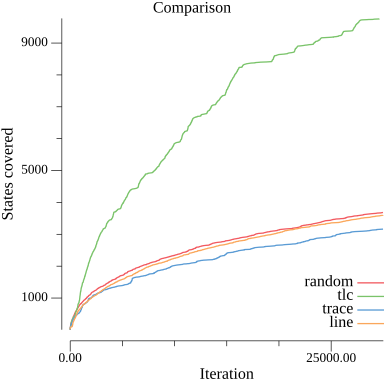 Comparison
States covered
9000
5000
1000
random
tlc
trace
line
0.00
25000.00
Iteration